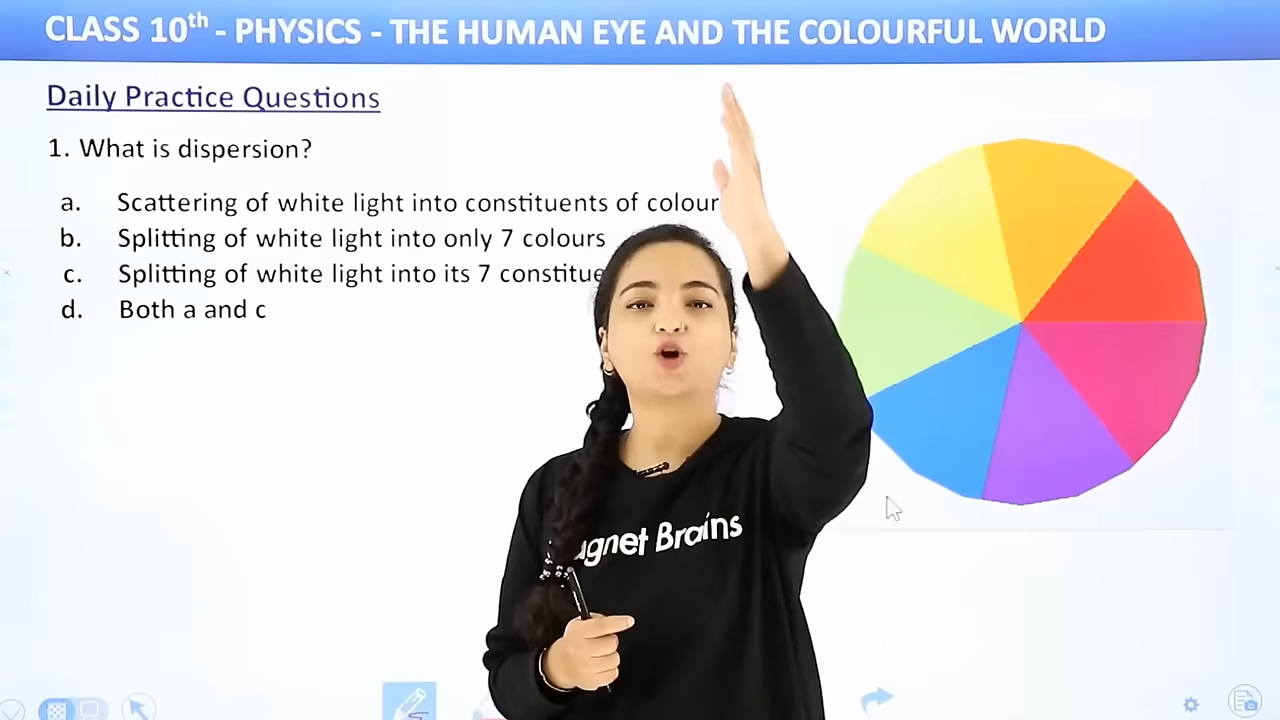 CLASS 10th - PHYSICS - THE HUMAN EYE AND THE COLOURFUL WORLD
Daily Practice Questions
1. What is dispersion?
a. Scattering of white light into constituents of colour
b. Splitting of white light into only 7 colours
c. Splitting of white light into its 7
d. Both a and c
Brains